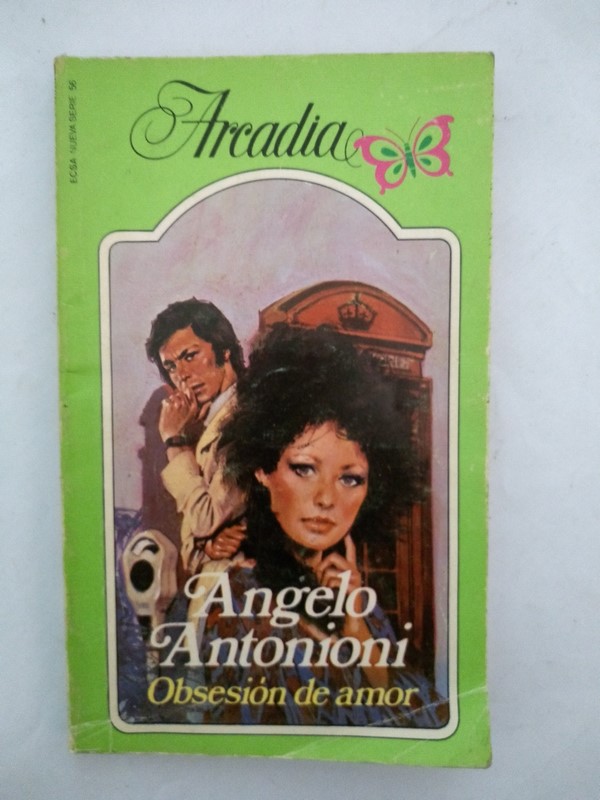 ECSA NUEVA SERIE 56
Arcadia
Angelo
Antonioni
Obsesión de amor